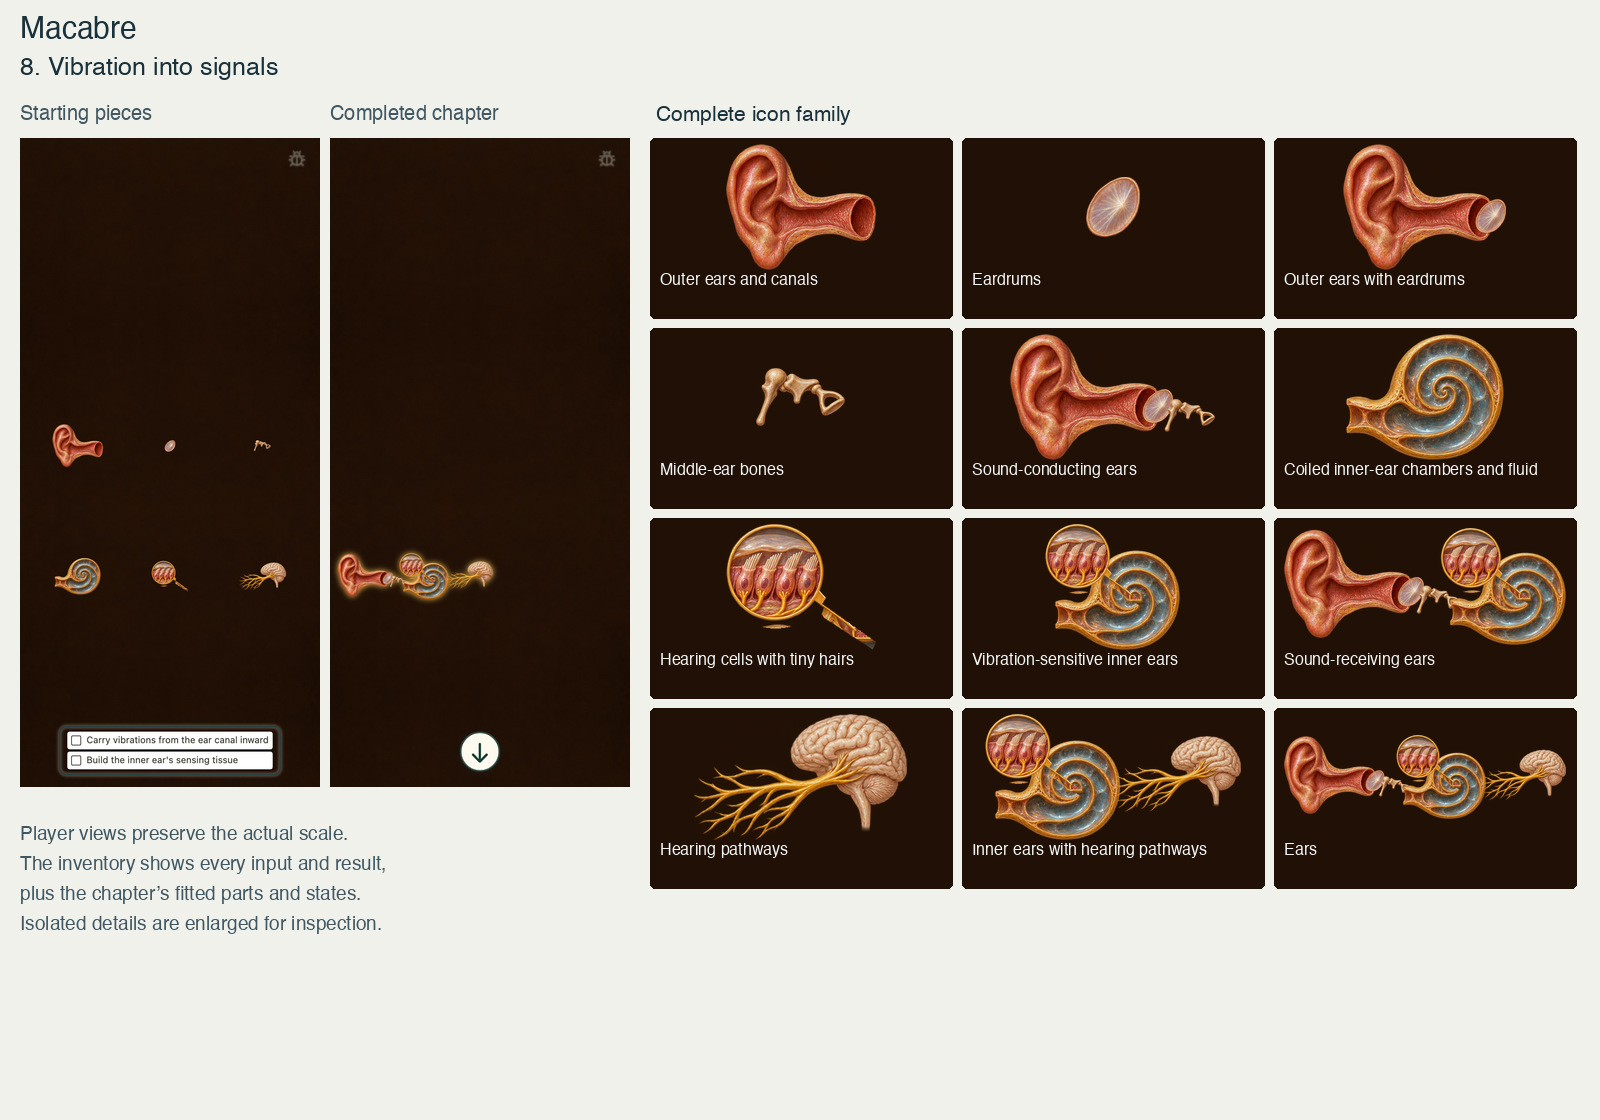 Macabre
8. Vibration into signals
Starting pieces
Completed chapter
Complete icon family
Outer ears and canals
Eardrums
Outer ears with eardrums
Middle-ear bones
Sound-conducting ears
Coiled inner-ear chambers and fluid
Hearing cells with tiny hairs
Vibration-sensitive inner ears
Sound-receiving ears
Hearing pathways
Inner ears with hearing pathways
Ears
Carry vibrations from the ear canal inward
Build the inner ear's sensing tissue
Player views preserve the actual scale.
The inventory shows every input and result,
plus the chapter’s fitted parts and states.
Isolated details are enlarged for inspection.